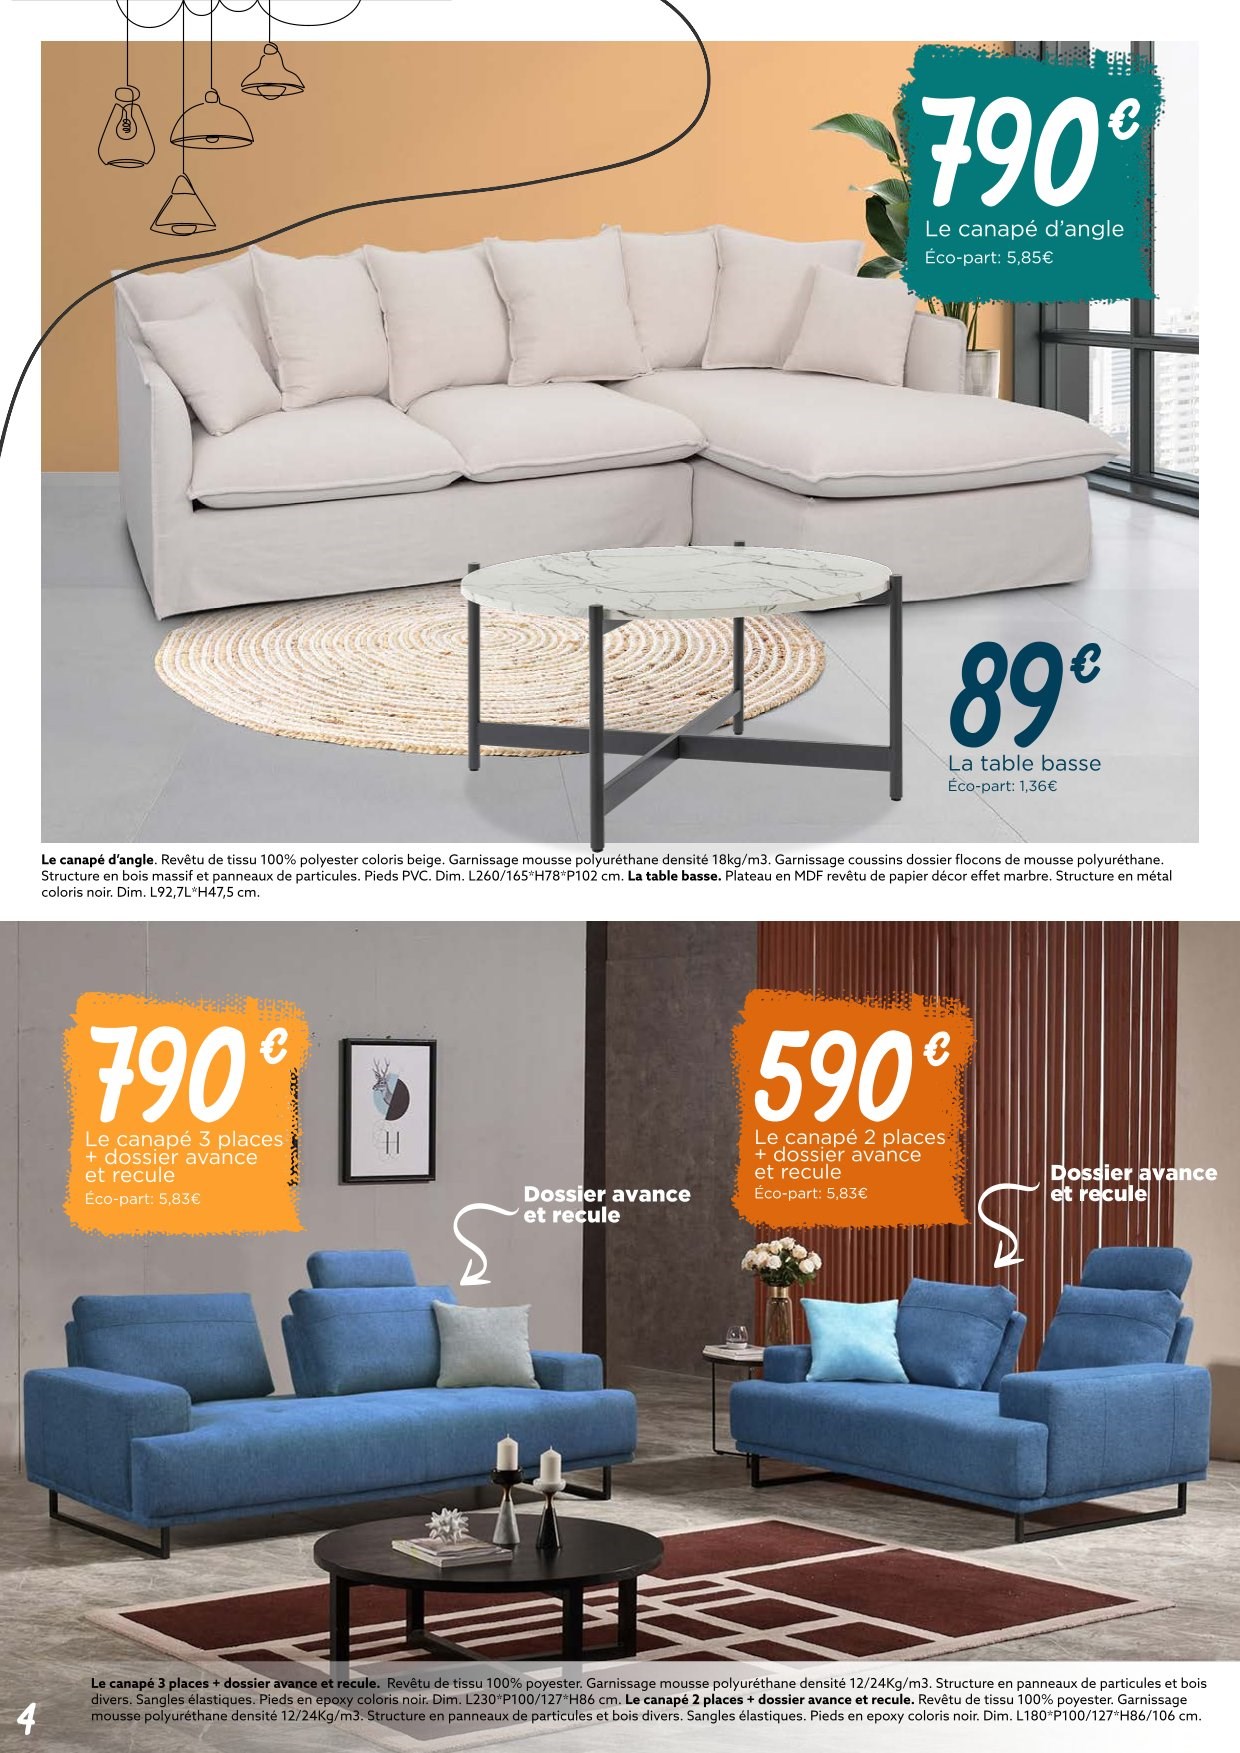 790€
Le canapé d'angle
Éco-part: 5,85€
89€
La table basse
Éco-part: 1,36€
Le canapé d'angle. Revêtu de tissu 100% polyester coloris beige. Garnissage mousse polyuréthane densité 18kg/m3. Garnissage coussins dossier flocons de mousse polyuréthane.
Structure en bois massif et panneaux de particules. Pieds PVC. Dim. L260/165*H78*P102 cm. La table basse. Plateau en MDF revêtu de papier décor effet marbre. Structure en métal
coloris noir. Dim. L92,7L*H47,5 cm.
790€
Le canapé 3 places
+ dossier avance
et recule
Éco-part: 5,83€
H
Dossier avance
et recule
590€
Le canapé 2 places
+ dossier avance
et recule
Éco-part: 5,83€
Dossier avance
et recule
Le canapé 3 places + dossier avance et recule. Revêtu de tissu 100% poyester. Garnissage mousse polyuréthane densité 12/24Kg/m3. Structure en panneaux de particules et bois
divers. Sangles élastiques. Pieds en epoxy coloris noir. Dim. L230*P100/127*H86 cm. Le canapé 2 places + dossier avance et recule. Revêtu de tissu 100% poyester. Garnissage
mousse polyuréthane densité 12/24Kg/m3. Structure en panneaux de particules et bois divers. Sangles élastiques. Pieds en epoxy coloris noir. Dim. L180*P100/127*H86/106 cm.
4